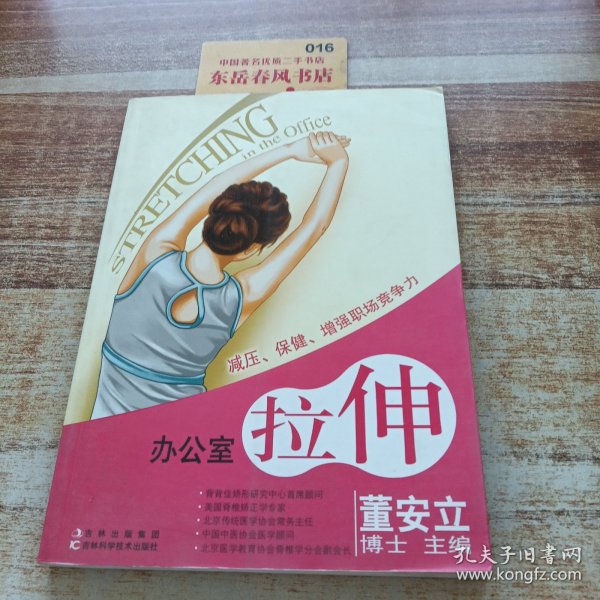 016
中国著名优质二手书店
东岳春风书店
STRETCHING
in the Office
减压、保健、增强职场竞争力
办公室
拉伸
·背背佳矫形研究中心首席顾问
·美国脊椎矫正学专家
·北京传统医学协会常务主任
·中国中医协会医学顾问
·北京医学教育协会脊椎学分会副会长
董安立
博士 主编
吉林出版集团
吉林科学技术出版社
孔夫子旧书网
www.kongfz.com